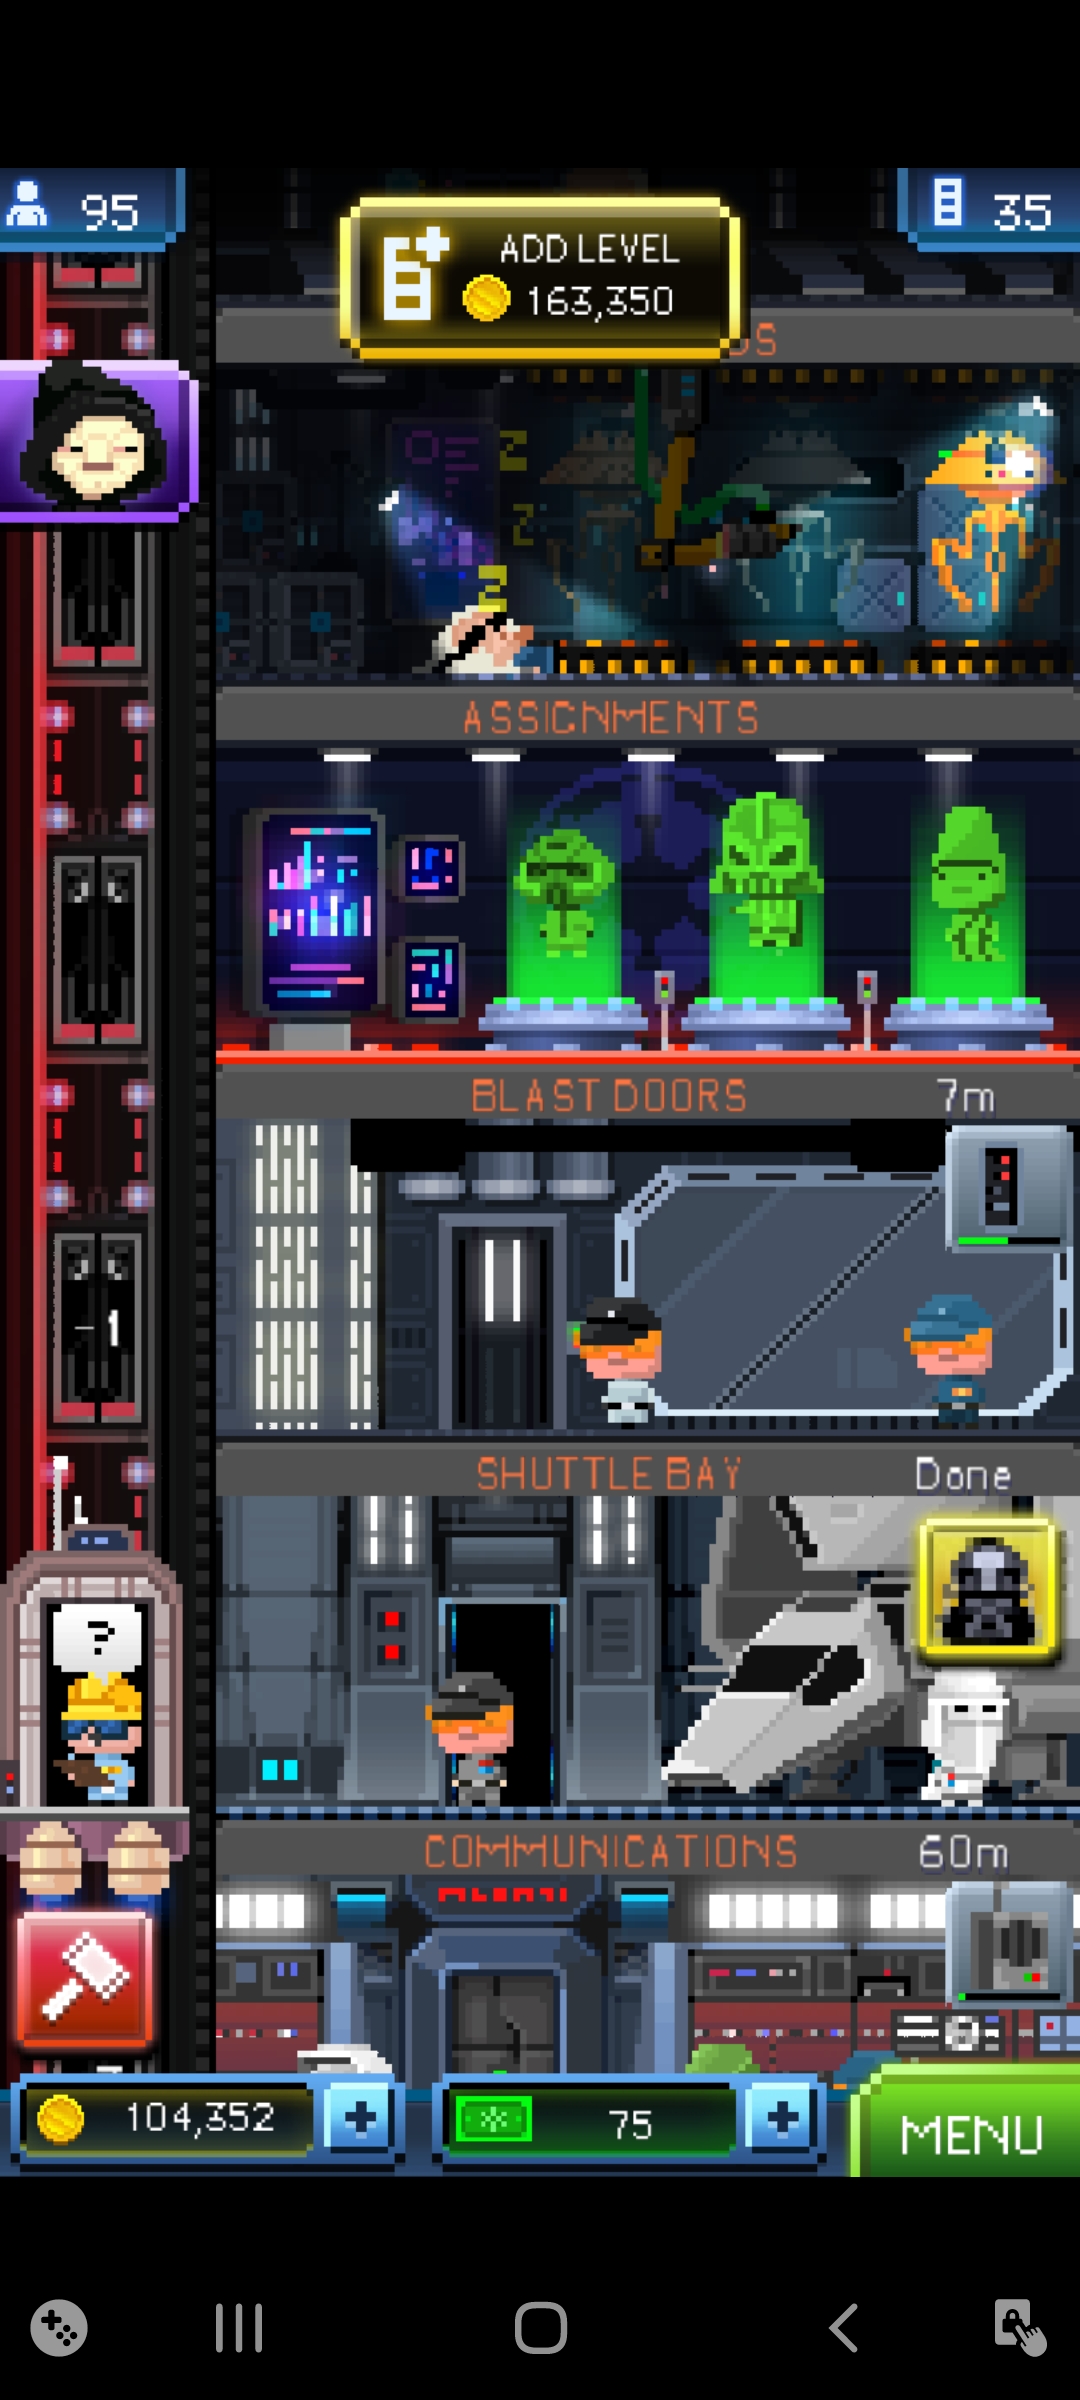 95
ADD LEVEL
163,350
35
Z
Z
Z
ASSIGNMENTS
BLAST DOORS
7m
-1
SHUTTLE BAY
Done
?
COMMUNICATIONS
60m
104,352
+
75
+
MENU